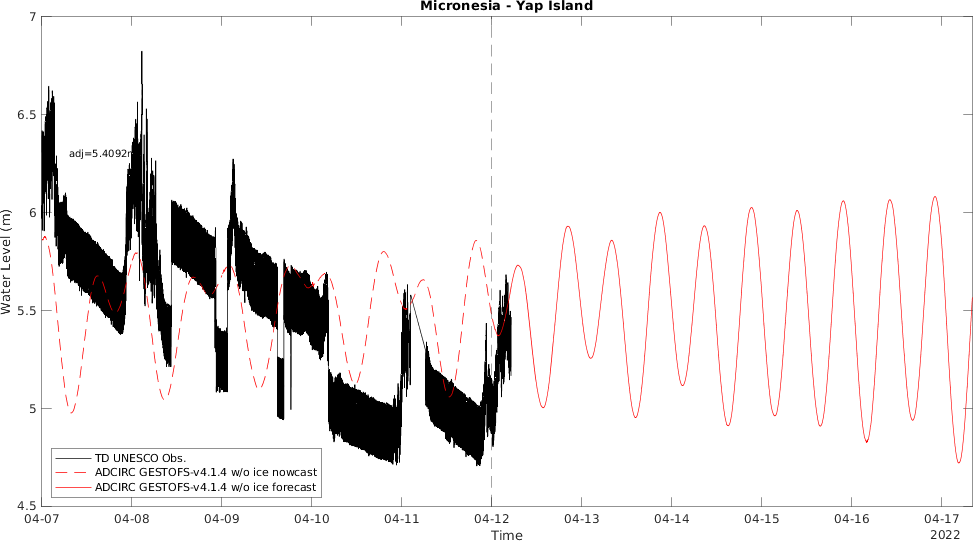 Micronesia - Yap Island
7
6.5
6
5.5
5
4.5
Water Level (m)
adj=5.4092m
TD UNESCO Obs.
ADCIRC GESTOFS-v4.1.4 w/o ice nowcast
ADCIRC GESTOFS-v4.1.4 w/o ice forecast
04-07 04-08 04-09 04-10 04-11 04-12 04-13 04-14 04-15 04-16 04-17
Time
2022